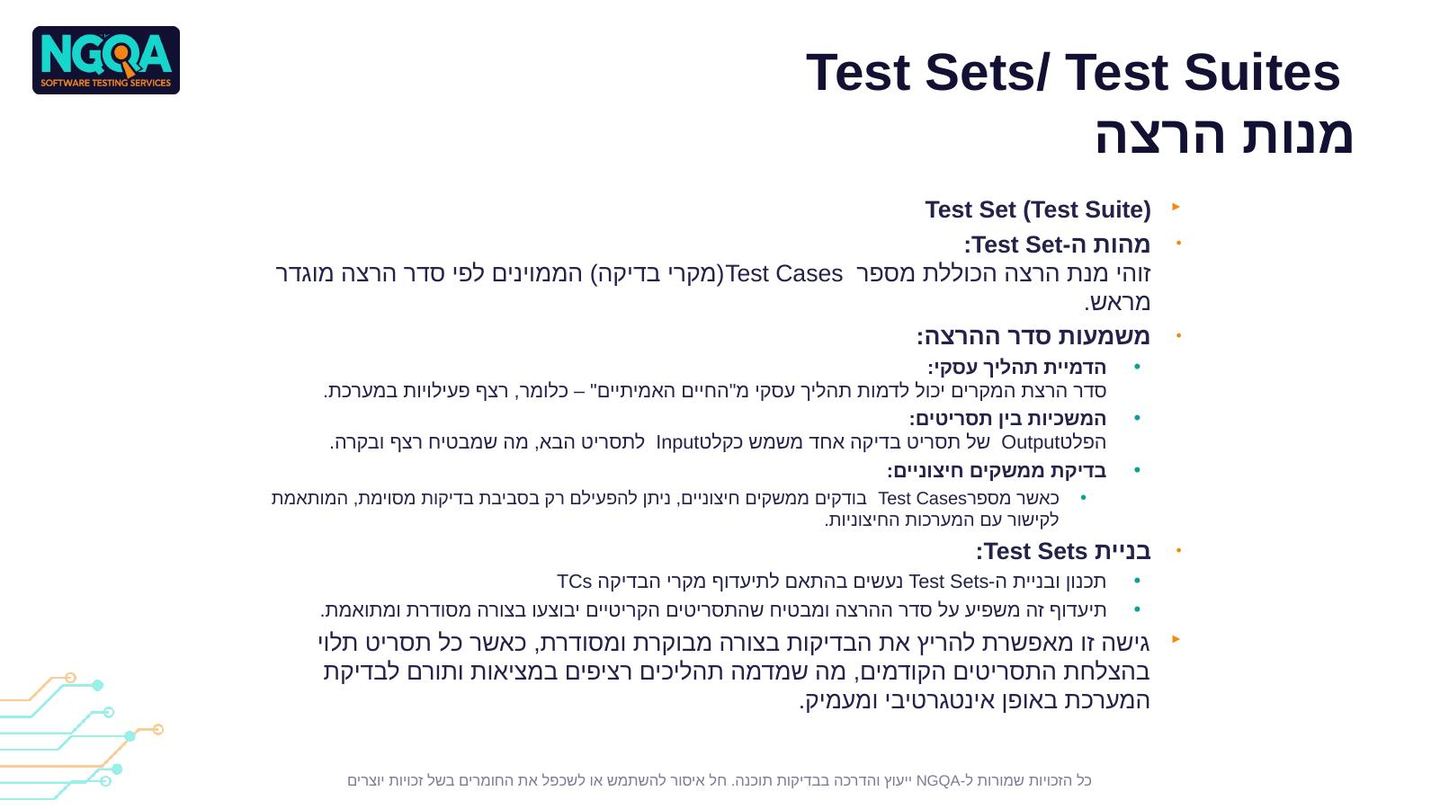 NGQA
SOFTWARE TESTING SERVICES
Test Sets/ Test Suites
מנות הרצה
Test Set (Test Suite)
מהות ה-Test Set:
זוהי מנת הרצה הכוללת מספר Test Cases (מקרי בדיקה) הממוינים לפי סדר הרצה מוגדר
מראש.
משמעות סדר ההרצה:
הדמיית תהליך עסקי:
סדר הרצת המקרים יכול לדמות תהליך עסקי מ"החיים האמיתיים" – כלומר, רצף פעילויות במערכת.
המשכיות בין תסריטים:
הפלטOutput של תסריט בדיקה אחד משמש כקלטInput לתסריט הבא, מה שמבטיח רצף ובקרה.
בדיקת ממשקים חיצוניים:
כאשר מספרTest Cases בודקים ממשקים חיצוניים, ניתן להפעילם רק בסביבת בדיקות מסוימת, המותאמת
לקישור עם המערכות החיצוניות.
בניית Test Sets:
תכנון ובניית ה-Test Sets נעשים בהתאם לתיעדוף מקרי הבדיקה TCs
תיעדוף זה משפיע על סדר ההרצה ומבטיח שהתסריטים הקריטיים יבוצעו בצורה מסודרת ומתואמת.
גישה זו מאפשרת להריץ את הבדיקות בצורה מבוקרת ומסודרת, כאשר כל תסריט תלוי
בהצלחת התסריטים הקודמים, מה שמדמה תהליכים רציפים במציאות ותורם לבדיקת
המערכת באופן אינטגרטיבי ומעמיק.
כל הזכויות שמורות ל-NGQA ייעוץ והדרכה בבדיקות תוכנה. חל איסור להשתמש או לשכפל את החומרים בשל זכויות יוצרים